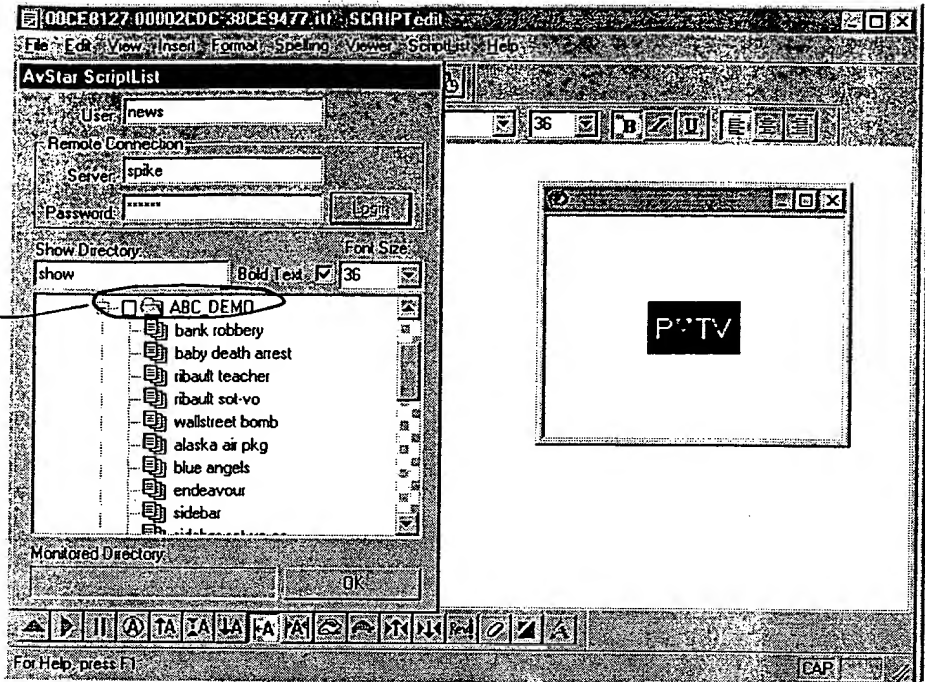 00CE8127:00002CDC:38CE9477.itf - SCRIPTedit
File Edit View Insert Format Spelling Viewer ScriptList Help
AvStar ScriptList
User: news
36 B I U
Remote Connection
Server: spike
Password: ****** Login
Show Directory: Font Size:
show Bold Text 36
ABC_DEMO
bank robbery
baby death arrest
ribault teacher
ribault sot-vo
wallstreet bomb
alaska air pkg
blue angels
endeavour
sidebar
Monitored Directory:
OK
For Help, press F1
CAP